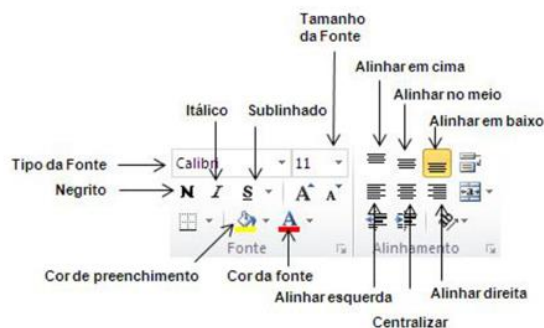 Tamanho
da Fonte
Alinhar em cima
Alinhar no meio
Itálico
Sublinhado
Alinhar em baixo
Tipo da Fonte
Calibri
11
Negrito
N
I
S
A
A
a
A
Fonte
Alinhamento
Cor de preenchimento
Cor da fonte
Alinhar esquerda
Alinhar direita
Centralizar